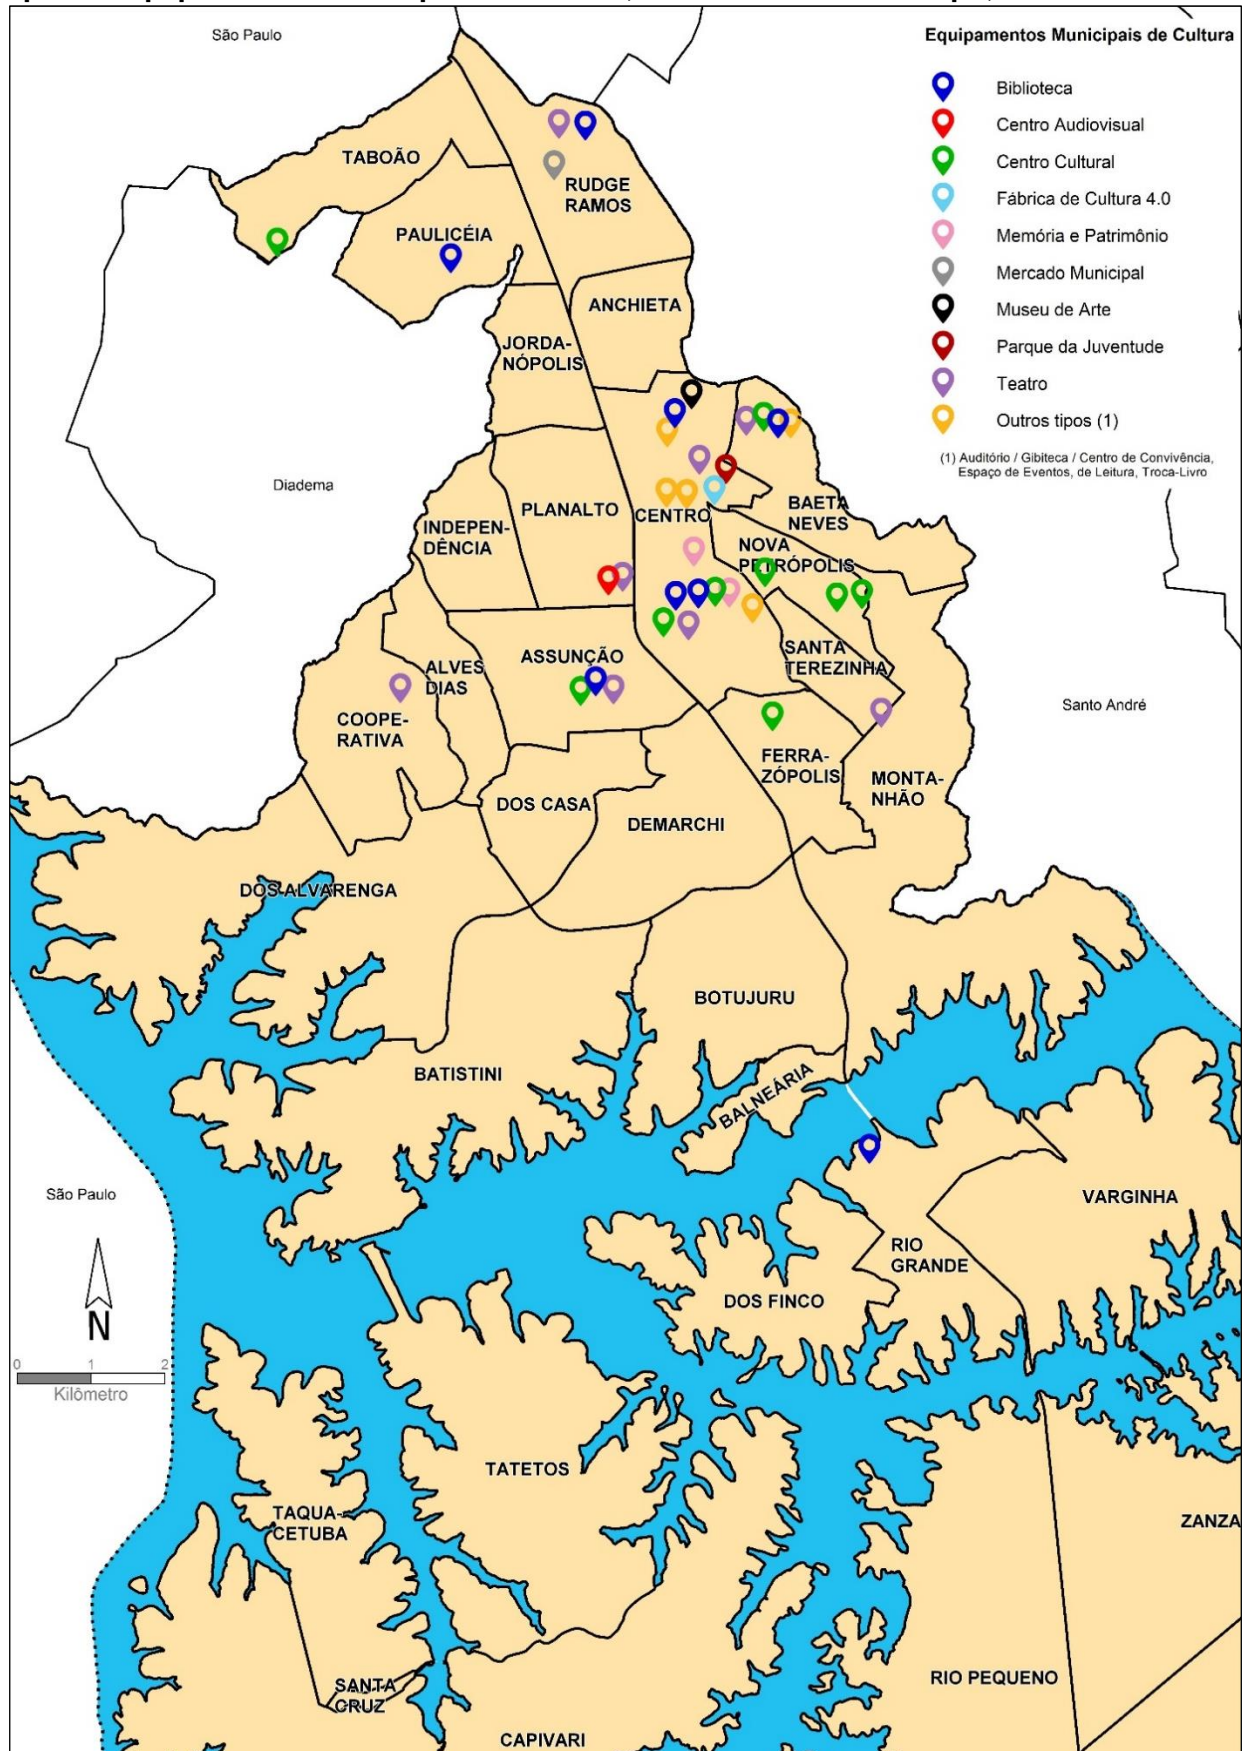 São Paulo
Equipamentos Municipais de Cultura
Biblioteca
Centro Audiovisual
Centro Cultural
Fábrica de Cultura 4.0
Memória e Patrimônio
Mercado Municipal
Museu de Arte
Parque da Juventude
Teatro
Outros tipos (1)
(1) Auditório / Gibiteca / Centro de Convivência,
Espaço de Eventos, de Leitura, Troca-Livro
TABOÃO
RUDGE
RAMOS
PAULICÉIA
ANCHIETA
JORDA-
NÓPOLIS
Diadema
PLANALTO
CENTRO
BAETA
NEVES
INDEPEN-
DÊNCIA
NOVA
PETRÓPOLIS
ASSUNÇÃO
SANTA
TEREZINHA
ALVES
DIAS
Santo André
COOPE-
RATIVA
FERRA-
ZÓPOLIS
MONTA-
NHÃO
DOS CASA
DEMARCHI
DOS ALVARENGA
BOTUJURU
BATISTINI
BALNEÁRIA
São Paulo
VARGINHA
RIO
GRANDE
DOS FINCO
N
0 1 2
Kilômetro
TATETOS
TAQUA-
CETUBA
ZANZA
RIO PEQUENO
SANTA
CRUZ
CAPIVARI